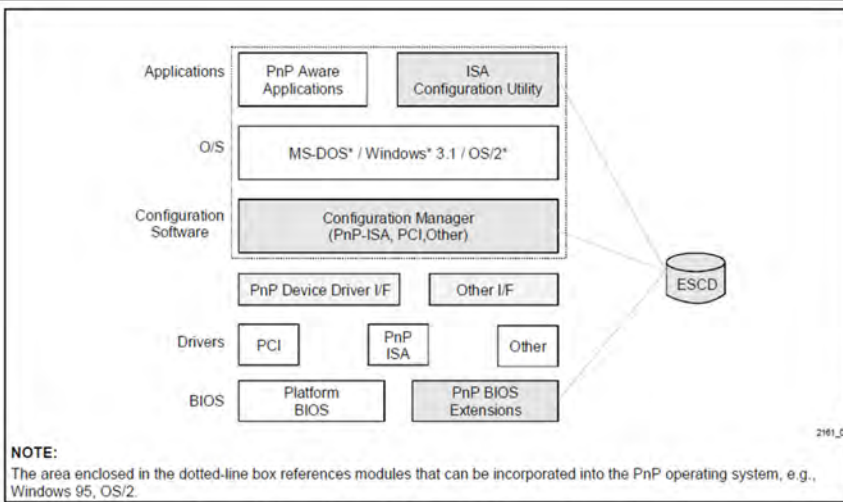 Applications
PnP Aware
Applications
ISA
Configuration Utility
O/S
MS-DOS* / Windows* 3.1 / OS/2*
Configuration
Software
Configuration Manager
(PnP-ISA, PCI,Other)
ESCD
PnP Device Driver I/F
Other I/F
Drivers
PCI
PnP
ISA
Other
BIOS
Platform
BIOS
PnP BIOS
Extensions
2161_0
NOTE:
The area enclosed in the dotted-line box references modules that can be incorporated into the PnP operating system, e.g.,
Windows 95, OS/2.